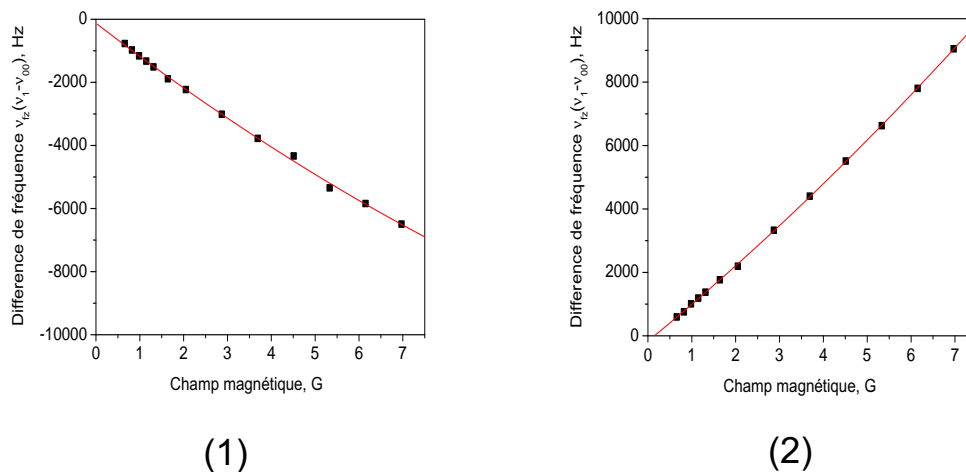 Difference de fréquence ν_fz(ν_1-ν_00), Hz
0
-2000
-4000
-6000
-8000
-10000
0 1 2 3 4 5 6 7
Champ magnétique, G
(1)
Difference de fréquence ν_fz(ν_1-ν_00), Hz
10000
8000
6000
4000
2000
0
0 1 2 3 4 5 6 7
Champ magnétique, G
(2)